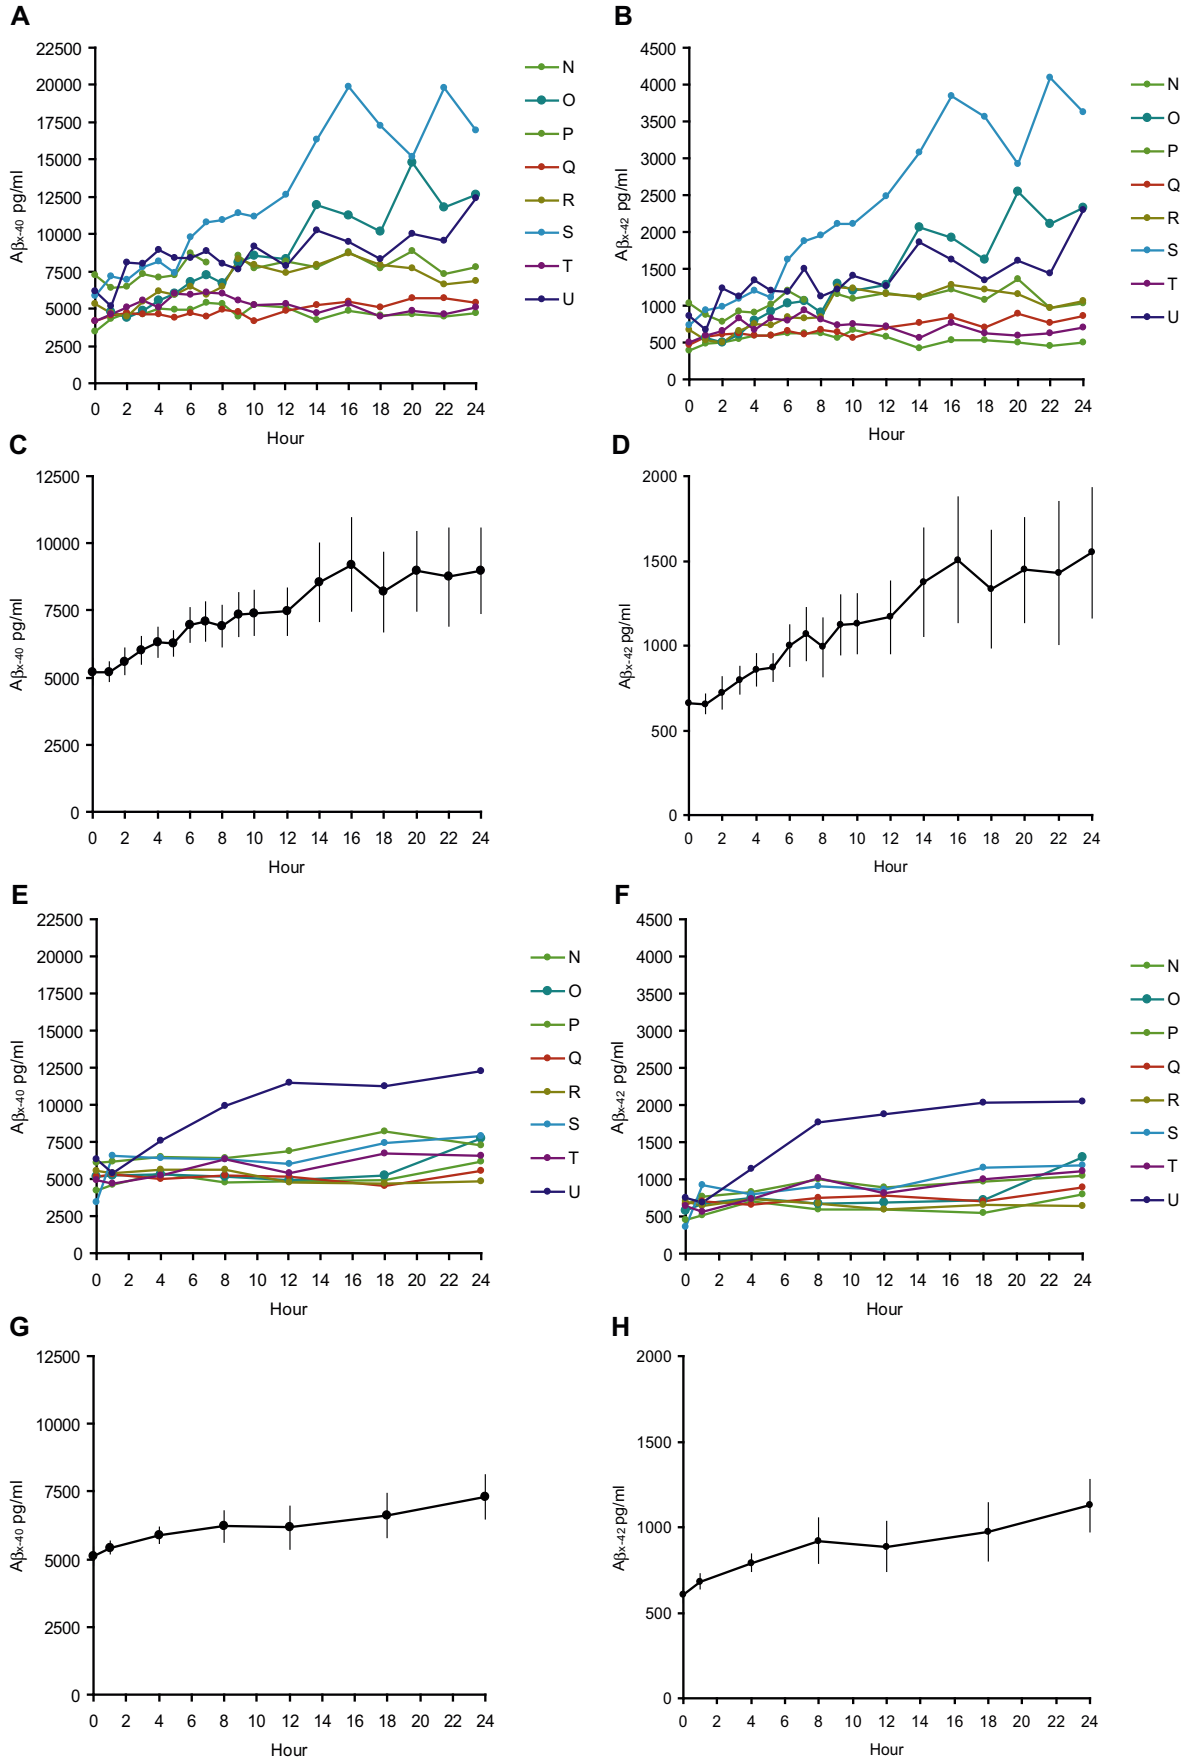 A
22500
20000
17500
15000
12500
10000
7500
5000
2500
0
Aβx-40 pg/ml
0 2 4 6 8 10 12 14 16 18 20 22 24
Hour
N
O
P
Q
R
S
T
U
B
4500
4000
3500
3000
2500
2000
1500
1000
500
0
Aβx-42 pg/ml
0 2 4 6 8 10 12 14 16 18 20 22 24
Hour
N
O
P
Q
R
S
T
U
C
12500
10000
7500
5000
2500
0
Aβx-40 pg/ml
0 2 4 6 8 10 12 14 16 18 20 22 24
Hour
D
2000
1500
1000
500
0
Aβx-42 pg/ml
0 2 4 6 8 10 12 14 16 18 20 22 24
Hour
E
22500
20000
17500
15000
12500
10000
7500
5000
2500
0
Aβx-40 pg/ml
0 2 4 6 8 10 12 14 16 18 20 22 24
Hour
N
O
P
Q
R
S
T
U
F
4500
4000
3500
3000
2500
2000
1500
1000
500
0
Aβx-42 pg/ml
0 2 4 6 8 10 12 14 16 18 20 22 24
Hour
N
O
P
Q
R
S
T
U
G
12500
10000
7500
5000
2500
0
Aβx-40 pg/ml
0 2 4 6 8 10 12 14 16 18 20 22 24
Hour
H
2000
1500
1000
500
0
Aβx-42 pg/ml
0 2 4 6 8 10 12 14 16 18 20 22 24
Hour